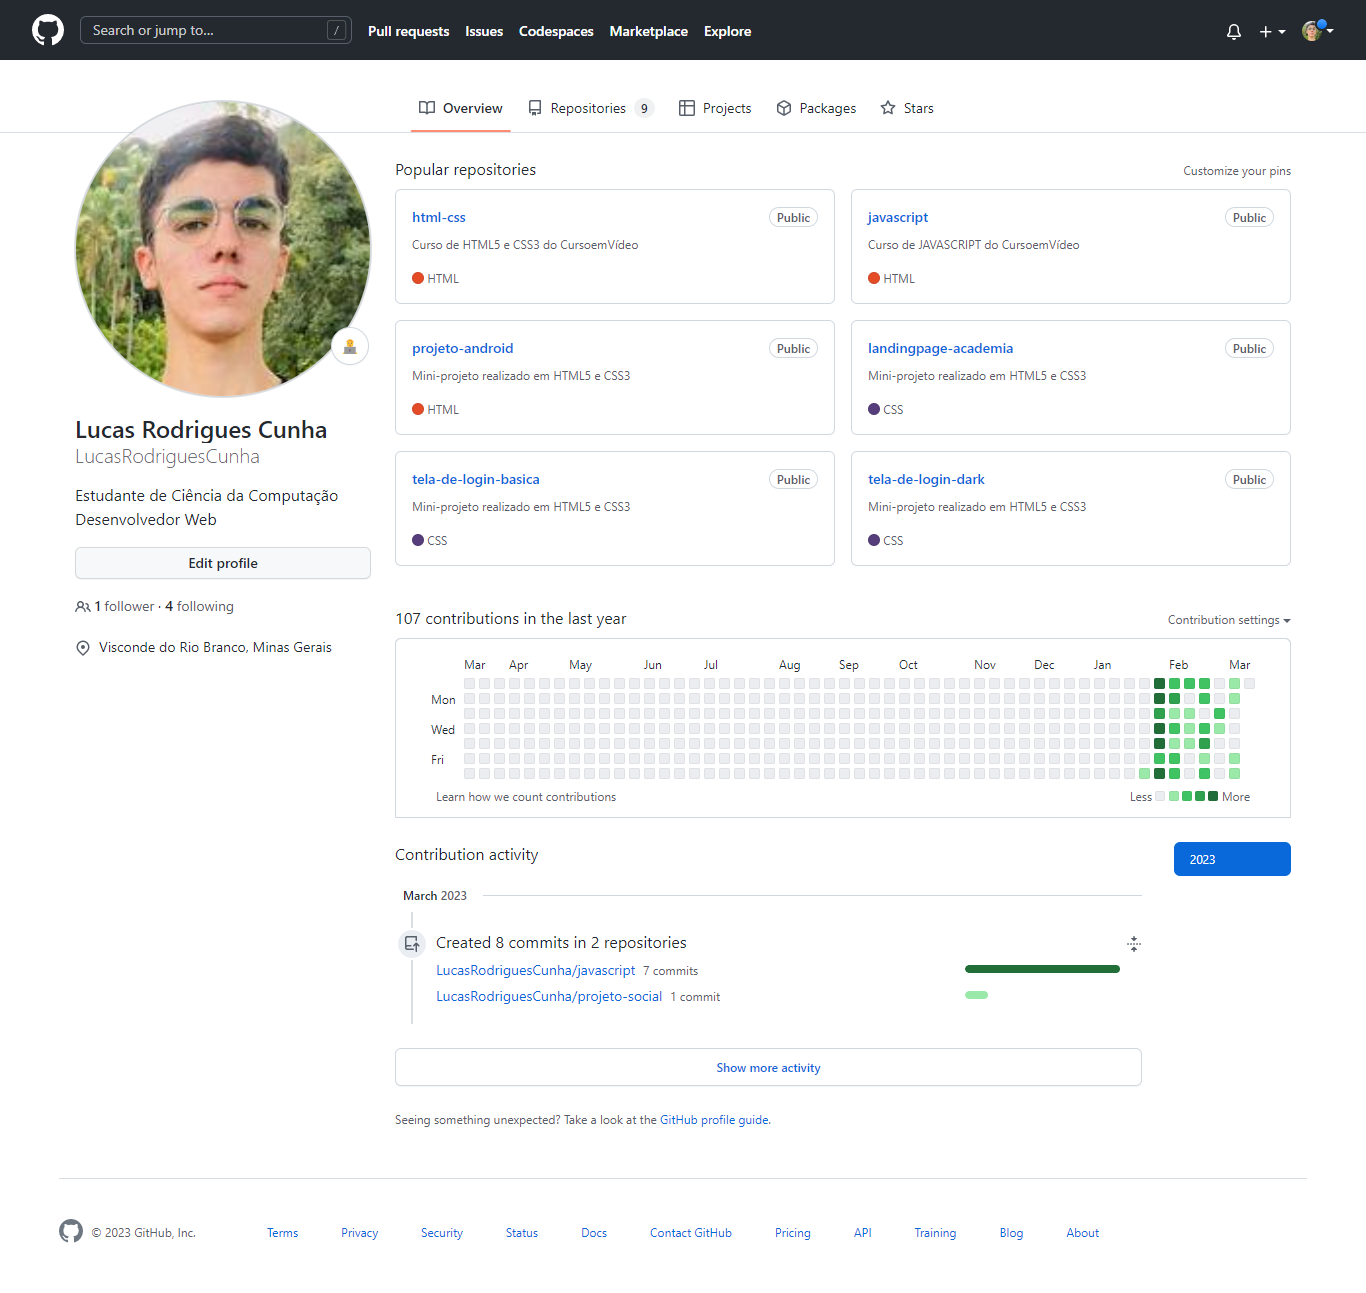 Search or jump to... /
Pull requests Issues Codespaces Marketplace Explore
Overview Repositories 9 Projects Packages Stars
Lucas Rodrigues Cunha
LucasRodriguesCunha
Estudante de Ciência da Computação
Desenvolvedor Web
Edit profile
1 follower · 4 following
Visconde do Rio Branco, Minas Gerais
Popular repositories
Customize your pins
html-css Public
Curso de HTML5 e CSS3 do CursoemVídeo
HTML
javascript Public
Curso de JAVASCRIPT do CursoemVídeo
HTML
projeto-android Public
Mini-projeto realizado em HTML5 e CSS3
HTML
landingpage-academia Public
Mini-projeto realizado em HTML5 e CSS3
CSS
tela-de-login-basica Public
Mini-projeto realizado em HTML5 e CSS3
CSS
tela-de-login-dark Public
Mini-projeto realizado em HTML5 e CSS3
CSS
107 contributions in the last year
Contribution settings
Mar Apr May Jun Jul Aug Sep Oct Nov Dec Jan Feb Mar
Mon
Wed
Fri
Learn how we count contributions
Less More
Contribution activity
2023
March 2023
Created 8 commits in 2 repositories
LucasRodriguesCunha/javascript 7 commits
LucasRodriguesCunha/projeto-social 1 commit
Show more activity
Seeing something unexpected? Take a look at the GitHub profile guide.
© 2023 GitHub, Inc. Terms Privacy Security Status Docs Contact GitHub Pricing API Training Blog About